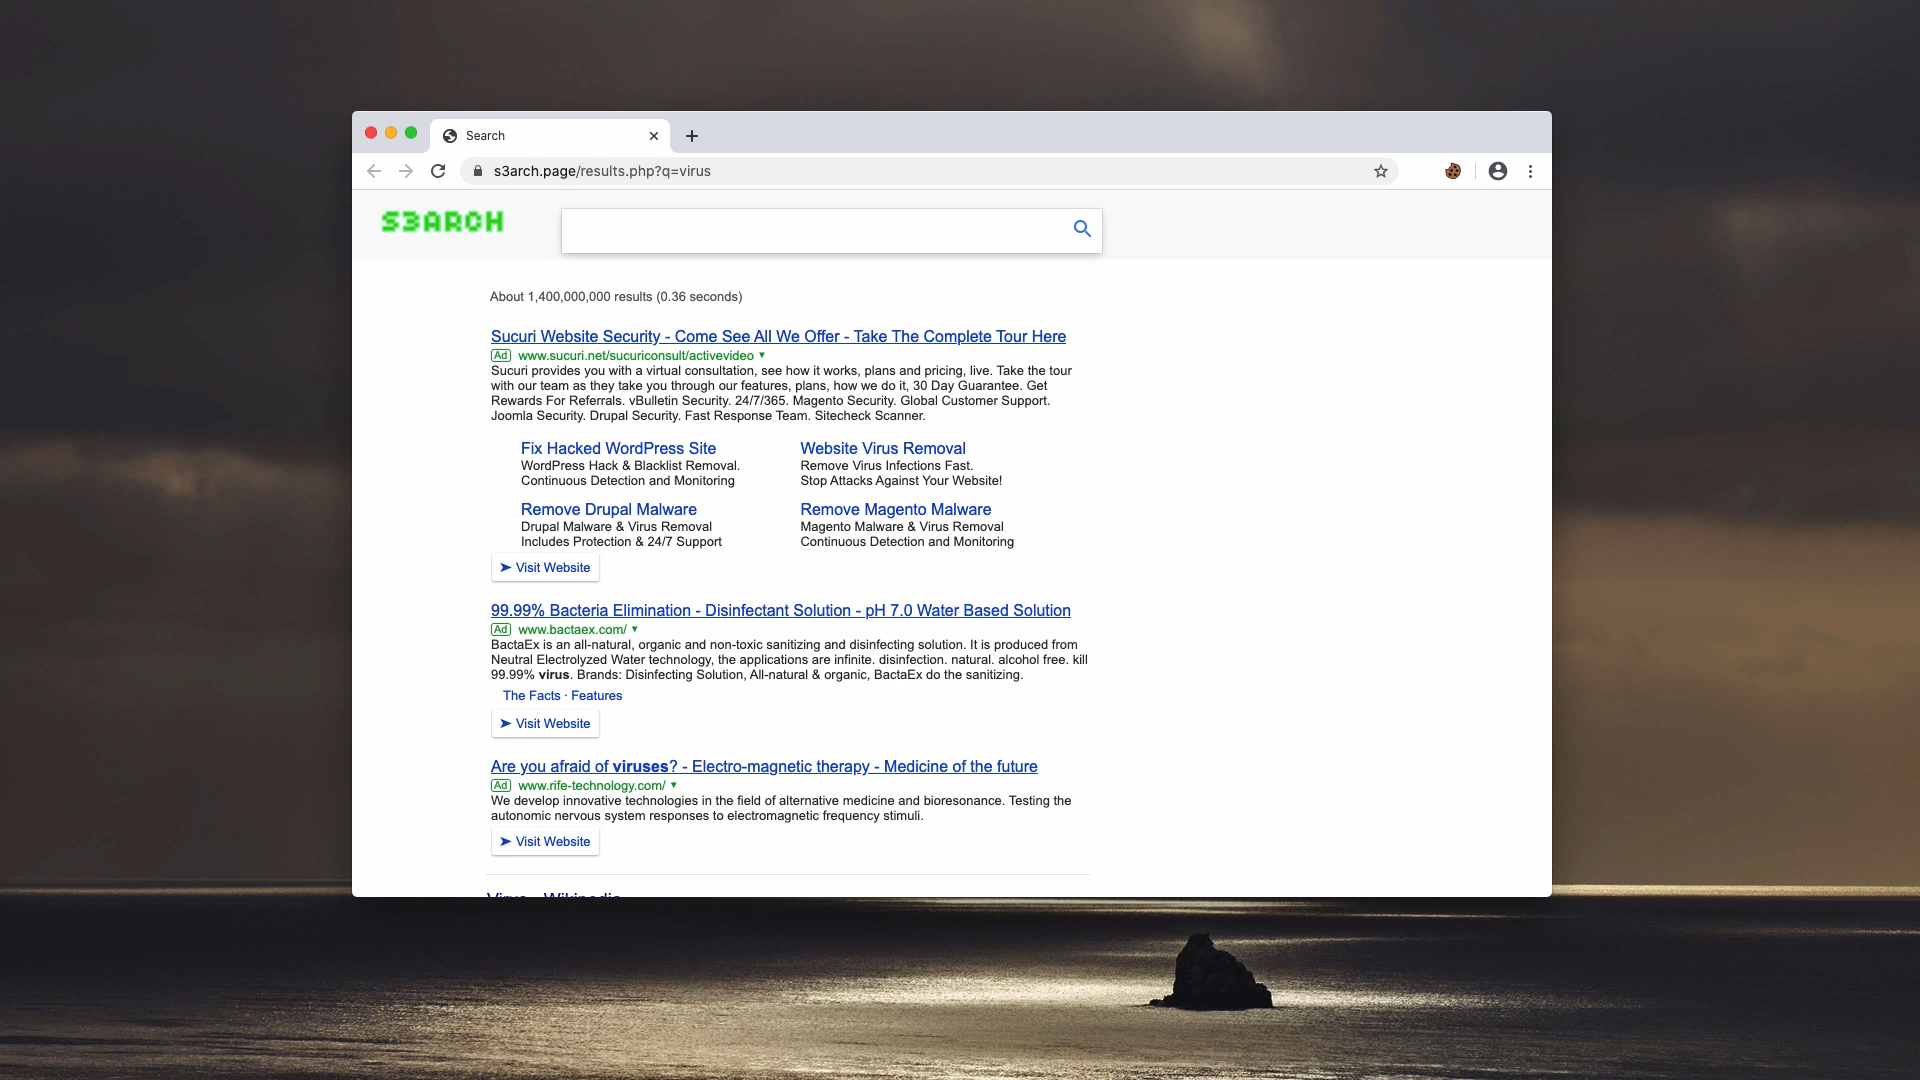 Search
s3arch.page/results.php?q=virus
S3ARCH
About 1,400,000,000 results (0.36 seconds)
Sucuri Website Security - Come See All We Offer - Take The Complete Tour Here
Ad www.sucuri.net/sucuriconsult/activevideo
Sucuri provides you with a virtual consultation, see how it works, plans and pricing, live. Take the tour
with our team as they take you through our features, plans, how we do it, 30 Day Guarantee. Get
Rewards For Referrals. vBulletin Security. 24/7/365. Magento Security. Global Customer Support.
Joomla Security. Drupal Security. Fast Response Team. Sitecheck Scanner.
Fix Hacked WordPress Site
WordPress Hack & Blacklist Removal.
Continuous Detection and Monitoring
Website Virus Removal
Remove Virus Infections Fast.
Stop Attacks Against Your Website!
Remove Drupal Malware
Drupal Malware & Virus Removal
Includes Protection & 24/7 Support
Remove Magento Malware
Magento Malware & Virus Removal
Continuous Detection and Monitoring
Visit Website
99.99% Bacteria Elimination - Disinfectant Solution - pH 7.0 Water Based Solution
Ad www.bactaex.com/
BactaEx is an all-natural, organic and non-toxic sanitizing and disinfecting solution. It is produced from
Neutral Electrolyzed Water technology, the applications are infinite. disinfection. natural. alcohol free. kill
99.99% virus. Brands: Disinfecting Solution, All-natural & organic, BactaEx do the sanitizing.
The Facts · Features
Visit Website
Are you afraid of viruses? - Electro-magnetic therapy - Medicine of the future
Ad www.rife-technology.com/
We develop innovative technologies in the field of alternative medicine and bioresonance. Testing the
autonomic nervous system responses to electromagnetic frequency stimuli.
Visit Website
Virus - Wikipedia